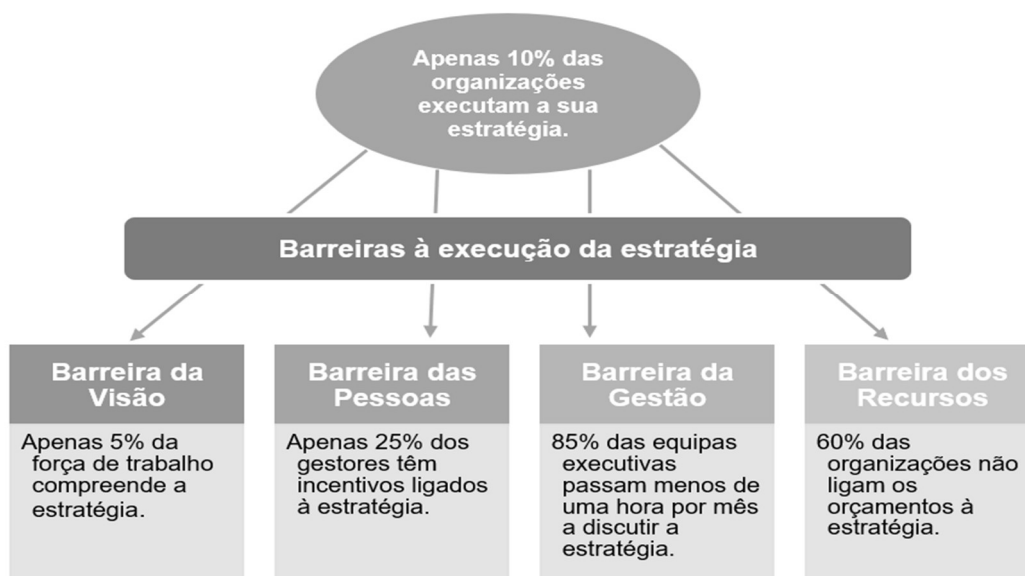 Apenas 10% das
organizações
executam a sua
estratégia.
Barreiras à execução da estratégia
Barreira da
Visão
Apenas 5% da
força de trabalho
compreende a
estratégia.
Barreira das
Pessoas
Apenas 25% dos
gestores têm
incentivos ligados
à estratégia.
Barreira da
Gestão
85% das equipas
executivas
passam menos de
uma hora por mês
a discutir a
estratégia.
Barreira dos
Recursos
60% das
organizações não
ligam os
orçamentos à
estratégia.